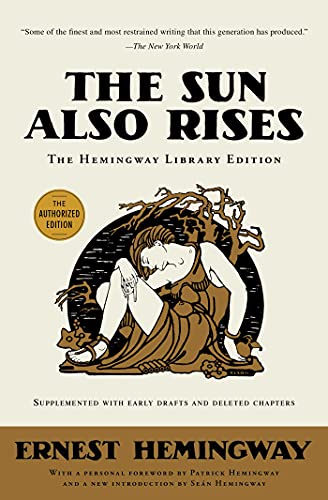 "Some of the finest and most restrained writing that this generation has produced."
—The New York World
THE SUN
ALSO RISES
The Hemingway Library Edition
THE
AUTHORIZED
EDITION
Supplemented with early drafts and deleted chapters
ERNEST HEMINGWAY
With a personal foreword by Patrick Hemingway
and a new introduction by Seán Hemingway